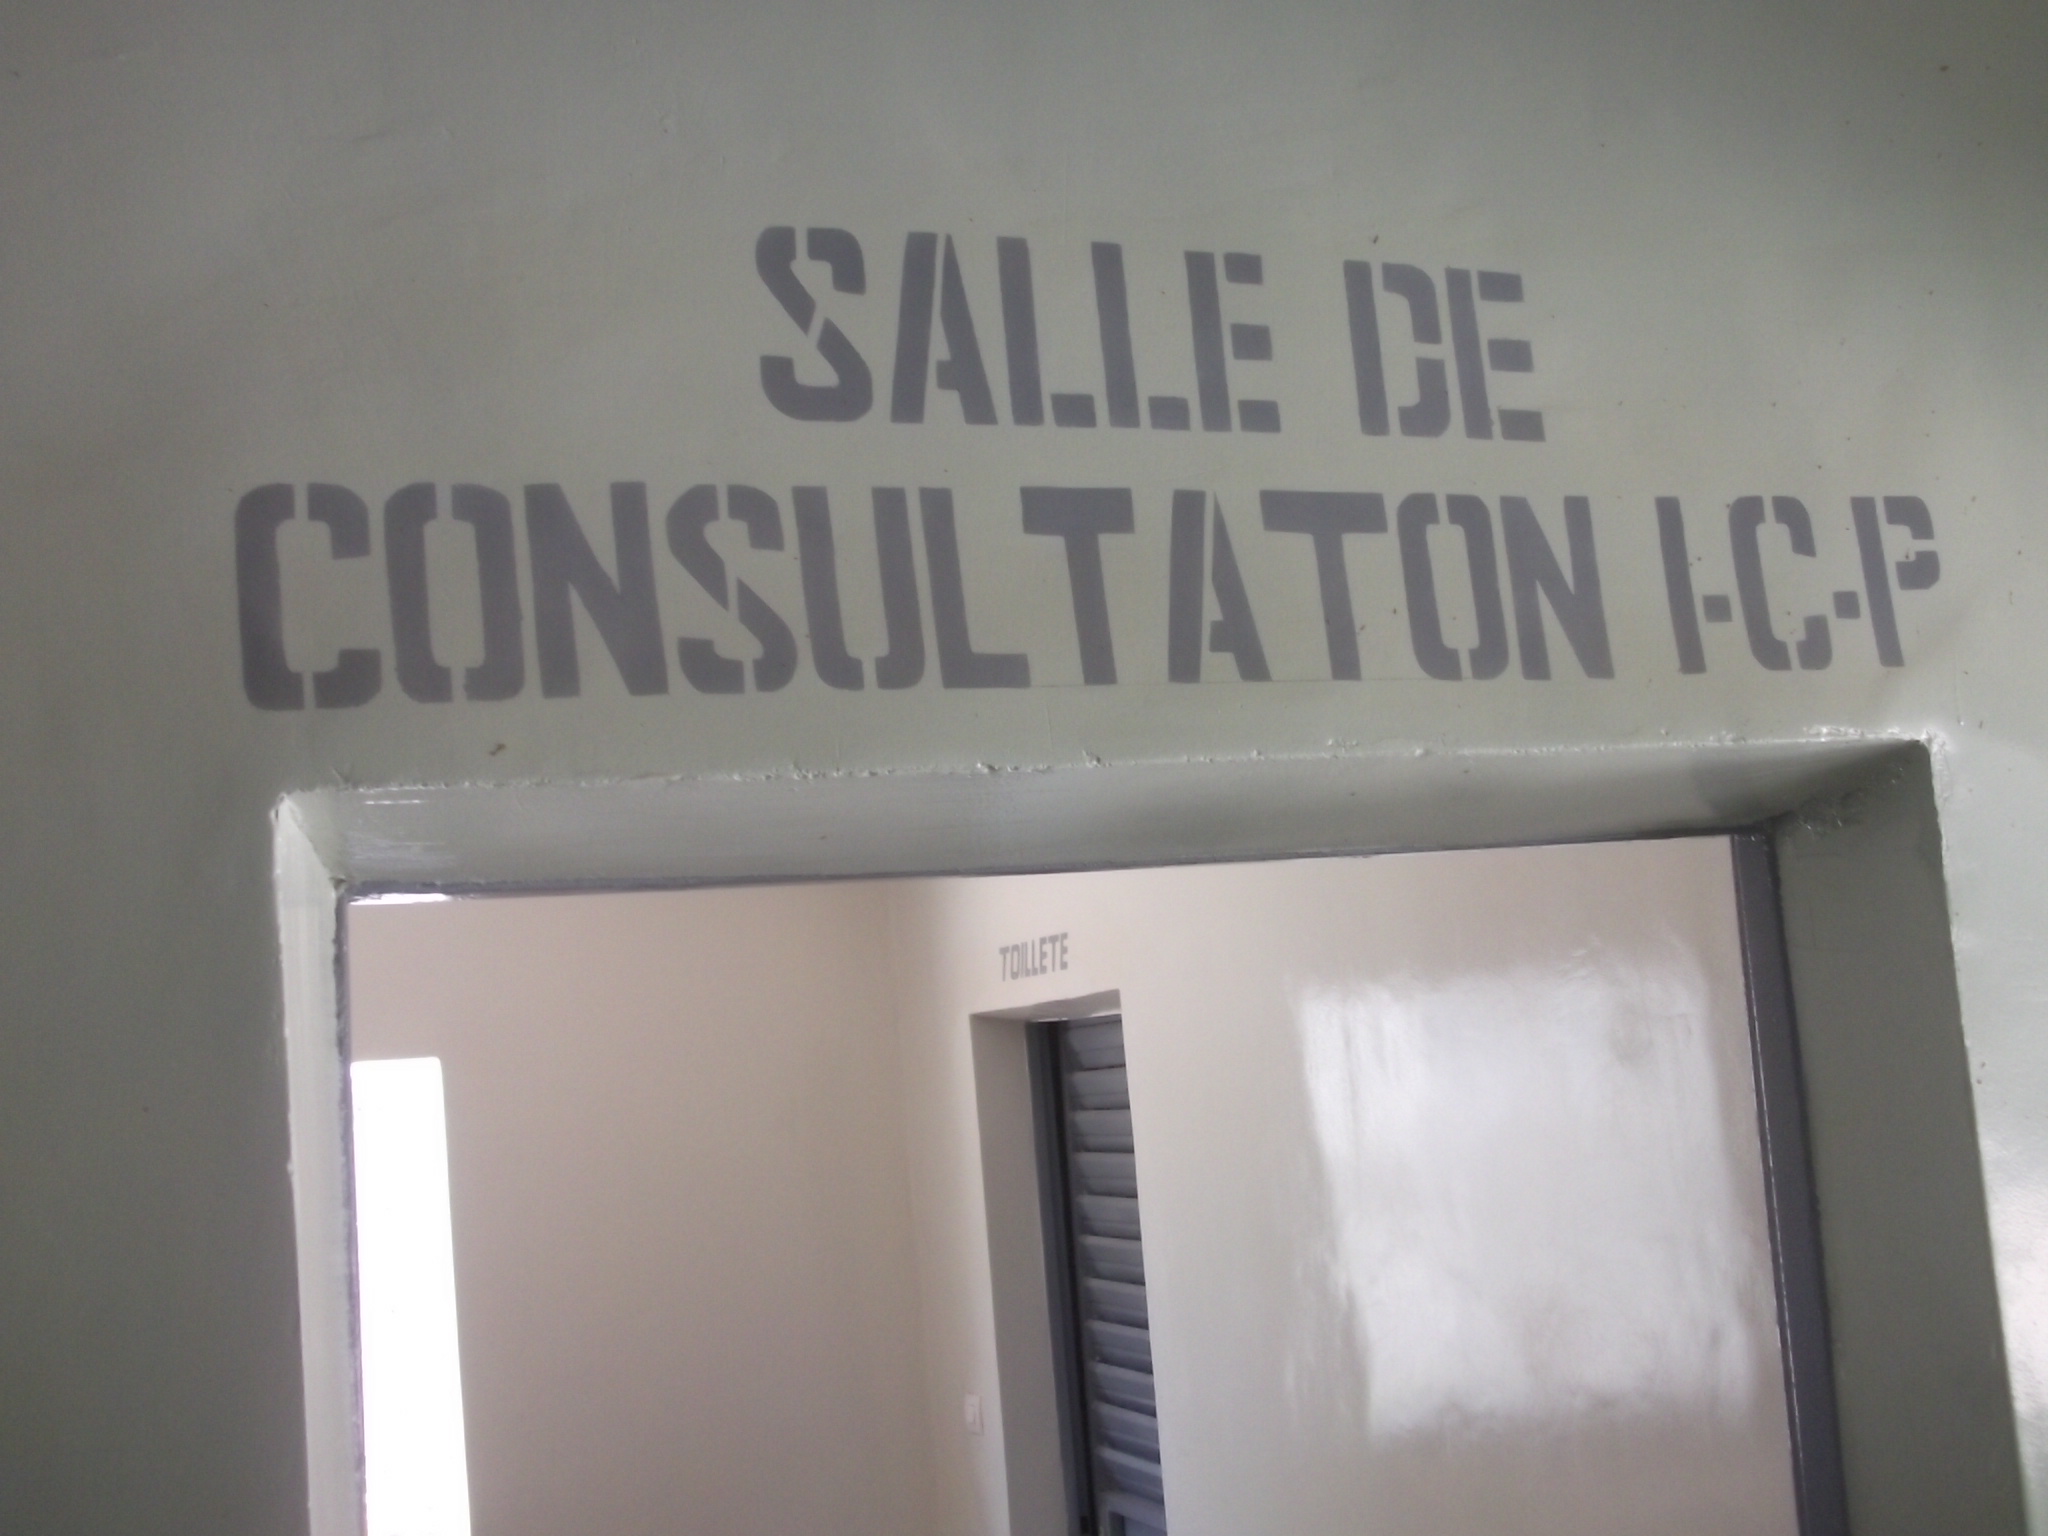 SALLE DE
CONSULTATON I-C-P
TOILLETE